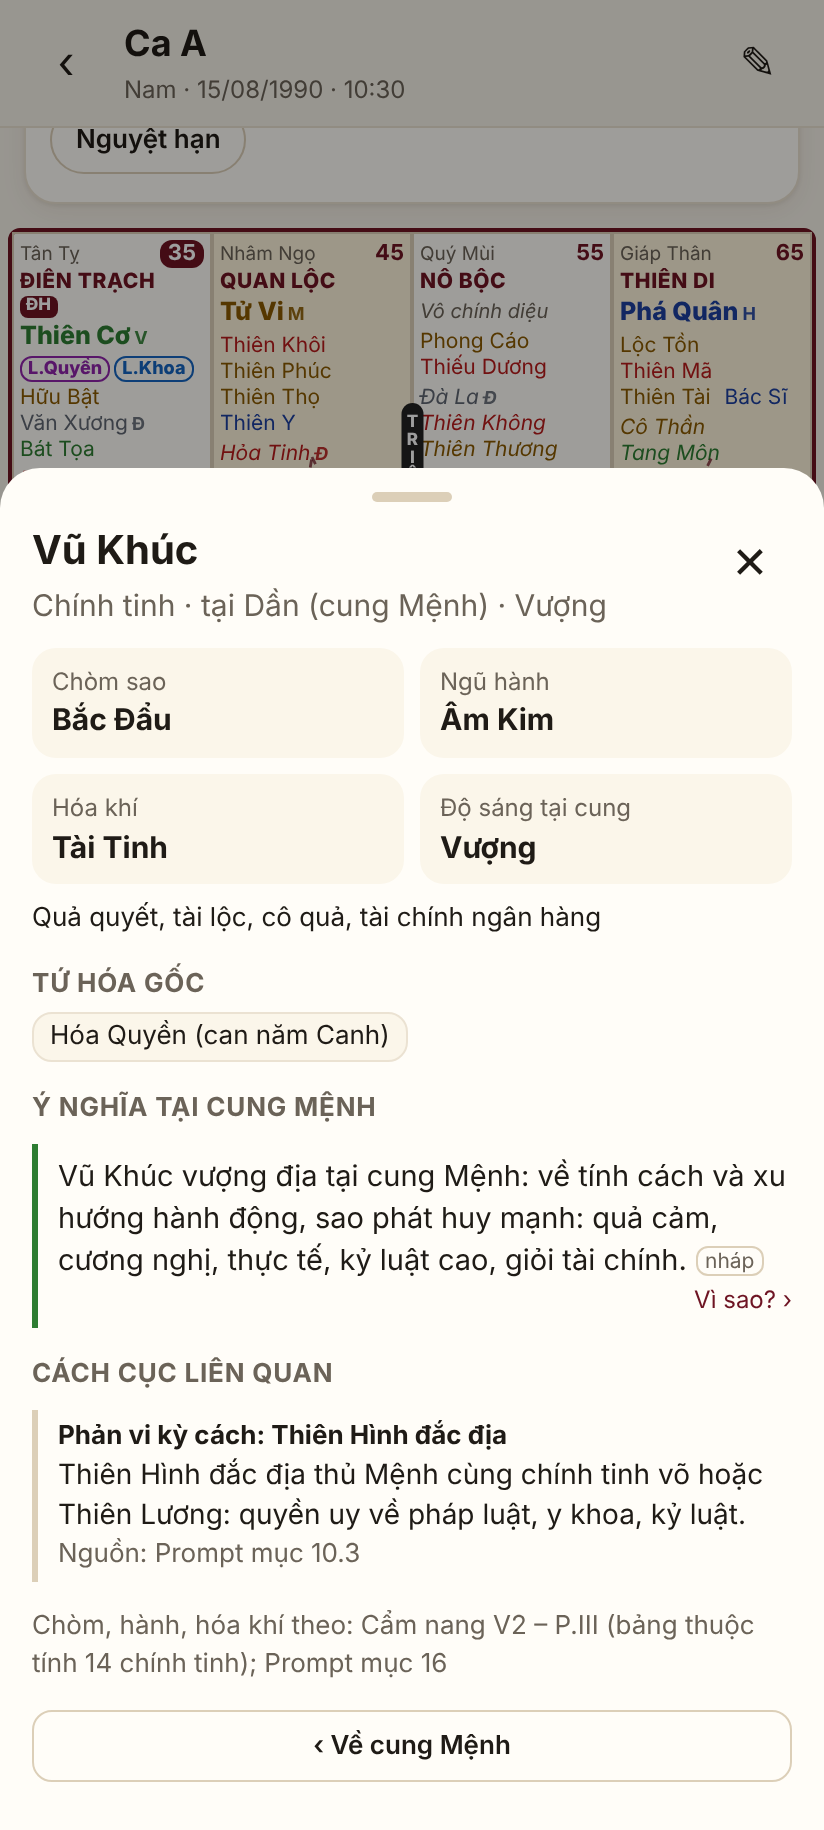 ‹
Ca A
Nam · 15/08/1990 · 10:30
✎
Nguyệt hạn
Tân Tỵ 35
ĐIỀN TRẠCH
ĐH
Thiên Cơ V
L.Quyền L.Khoa
Hữu Bật
Văn Xương Đ
Bát Tọa
Nhâm Ngọ 45
QUAN LỘC
Tử Vi M
Thiên Khôi
Thiên Phúc
Thiên Thọ
Thiên Y
Hỏa Tinh Đ
Quý Mùi 55
NÔ BỘC
Vô chính diệu
Phong Cáo
Thiếu Dương
Đà La Đ
Thiên Không
Thiên Thương
TRI
Giáp Thân 65
THIÊN DI
Phá Quân H
Lộc Tồn
Thiên Mã
Thiên Tài Bác Sĩ
Cô Thần
Tang Môn
Vũ Khúc
✕
Chính tinh · tại Dần (cung Mệnh) · Vượng
Chòm sao
Bắc Đẩu
Ngũ hành
Âm Kim
Hóa khí
Tài Tinh
Độ sáng tại cung
Vượng
Quả quyết, tài lộc, cô quả, tài chính ngân hàng
TỨ HÓA GỐC
Hóa Quyền (can năm Canh)
Ý NGHĨA TẠI CUNG MỆNH
Vũ Khúc vượng địa tại cung Mệnh: về tính cách và xu
hướng hành động, sao phát huy mạnh: quả cảm,
cương nghị, thực tế, kỷ luật cao, giỏi tài chính. nháp
Vì sao? ›
CÁCH CỤC LIÊN QUAN
Phản vi kỳ cách: Thiên Hình đắc địa
Thiên Hình đắc địa thủ Mệnh cùng chính tinh võ hoặc
Thiên Lương: quyền uy về pháp luật, y khoa, kỷ luật.
Nguồn: Prompt mục 10.3
Chòm, hành, hóa khí theo: Cẩm nang V2 – P.III (bảng thuộc
tính 14 chính tinh); Prompt mục 16
‹ Về cung Mệnh